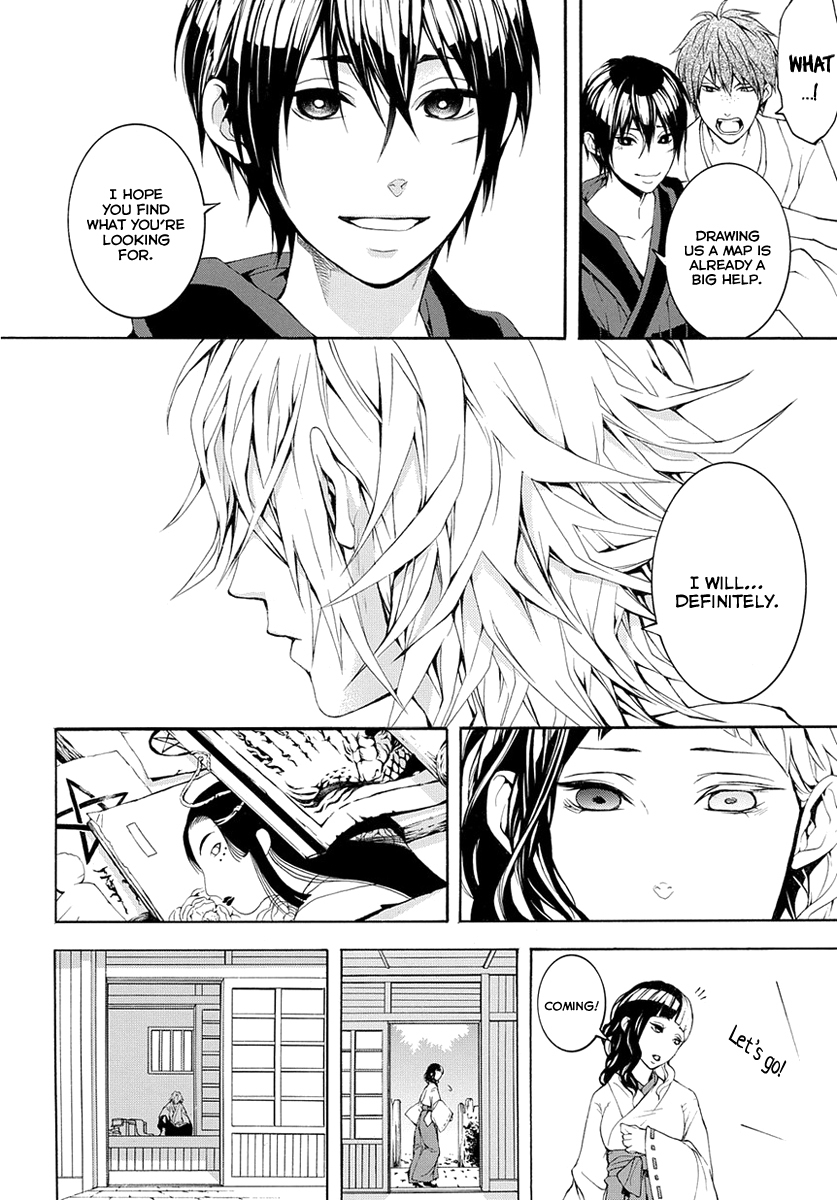 WHAT
...!
DRAWING
US A MAP IS
ALREADY A
BIG HELP.
I HOPE
YOU FIND
WHAT YOU'RE
LOOKING
FOR.
I WILL...
DEFINITELY.
Let's go!
COMING!